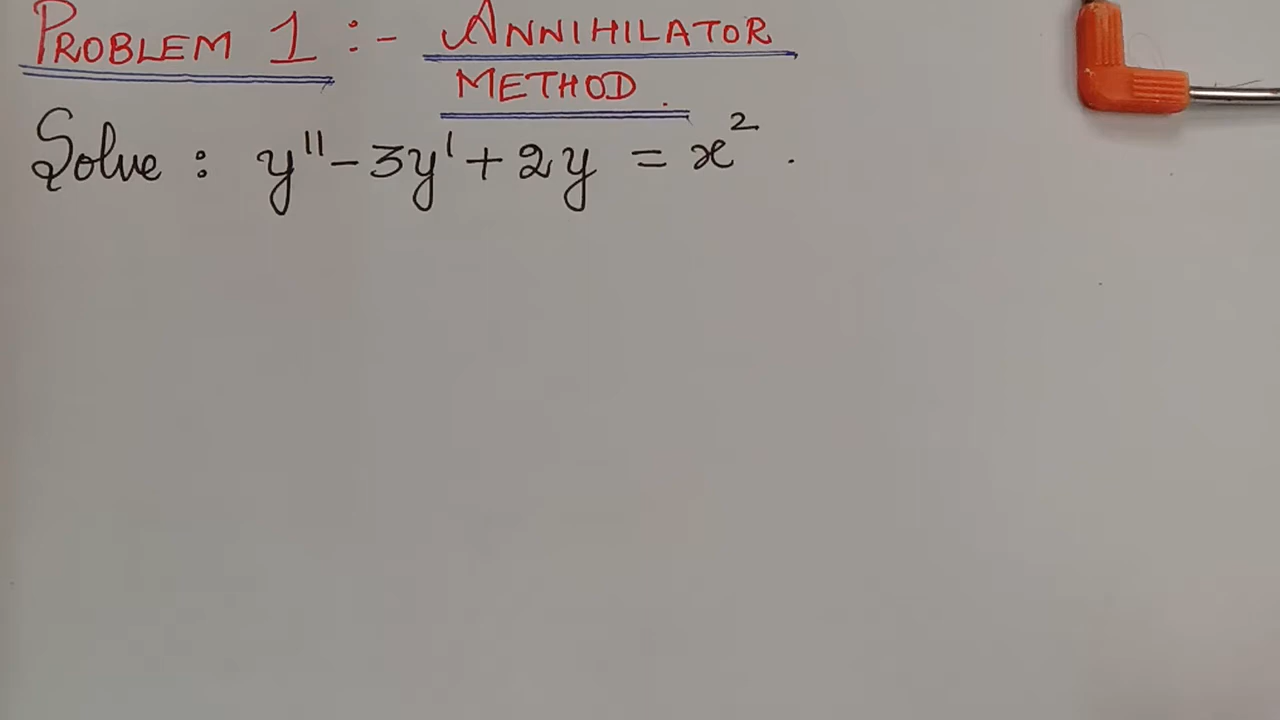 PROBLEM 1 :- ANNIHILATOR
METHOD.
Solve : y'' - 3y' + 2y = x² .